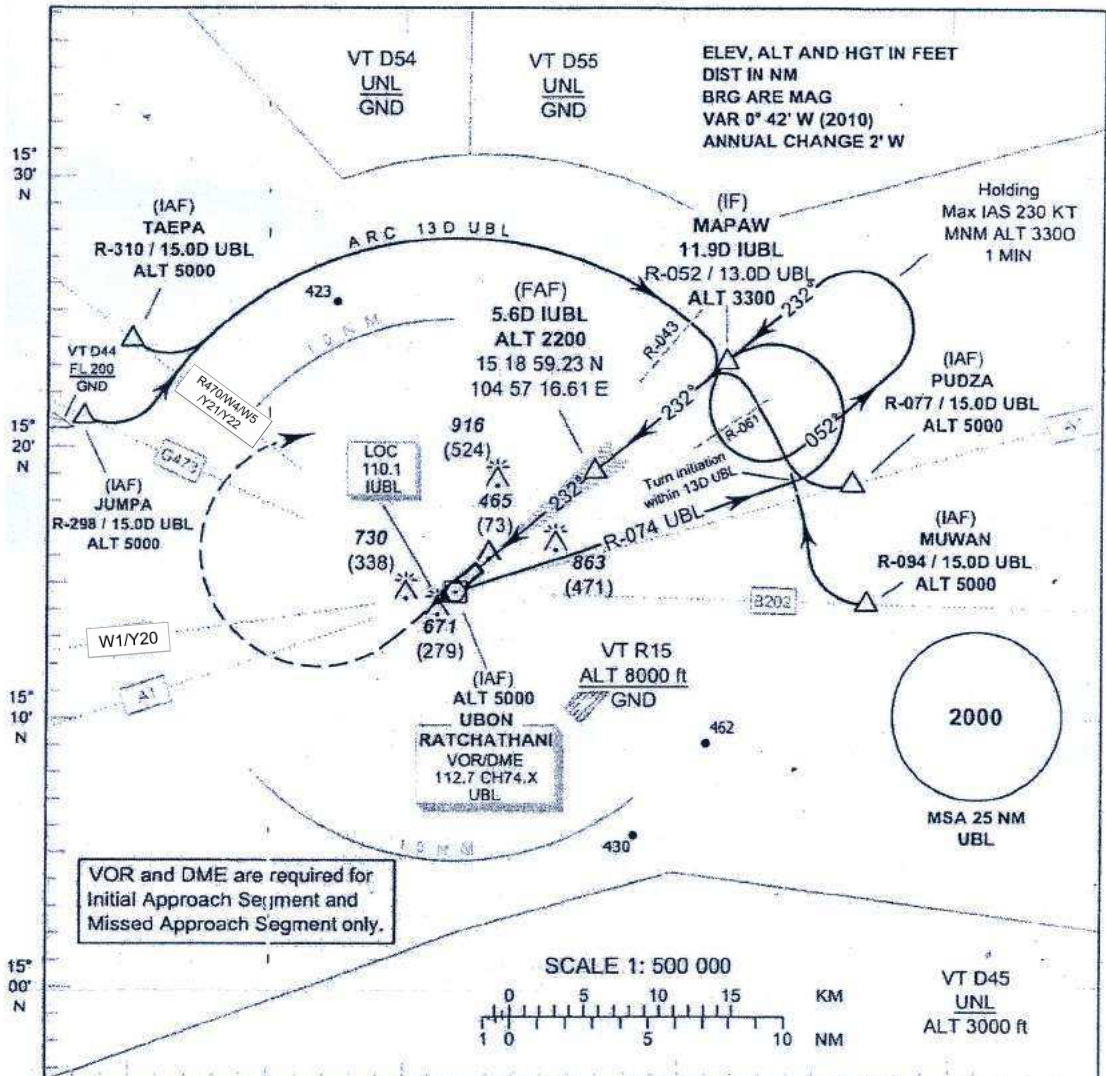 VT D54
UNL
GND
VT D55
UNL
GND
ELEV, ALT AND HGT IN FEET
DIST IN NM
BRG ARE MAG
VAR 0° 42' W (2010)
ANNUAL CHANGE 2' W
15°
30'
N
(IAF)
TAEPA
R-310 / 15.0D UBL
ALT 5000
ARC 13D UBL
(IF)
MAPAW
11.9D IUBL
R-052 / 13.0D UBL
ALT 3300
Holding
Max IAS 230 KT
MNM ALT 3300
1 MIN
232°
423
10 NM
(FAF)
5.6D IUBL
ALT 2200
15 18 59.23 N
104 57 16.61 E
R-043
VT D44
FL 200
GND
R470/W4/W5
/Y21/Y22
(IAF)
PUDZA
R-077 / 15.0D UBL
ALT 5000
232°
052°
R-061
15°
20'
N
G473
916
(524)
LOC
110.1
IUBL
465
(73)
232°
Turn initiation
within 13D UBL
A1
(IAF)
JUMPA
R-298 / 15.0D UBL
ALT 5000
730
(338)
R-074 UBL
863
(471)
(IAF)
MUWAN
R-094 / 15.0D UBL
ALT 5000
B202
W1/Y20
671
(279)
A1
VT R15
ALT 8000 ft
GND
(IAF)
ALT 5000
UBON
RATCHATHANI
VOR/DME
112.7 CH74.X
UBL
15°
10'
N
462
2000
MSA 25 NM
UBL
10 NM
430
VOR and DME are required for
Initial Approach Segment and
Missed Approach Segment only.
15°
00'
N
SCALE 1: 500 000
0 5 10 15 KM
1 0 5 10 NM
VT D45
UNL
ALT 3000 ft